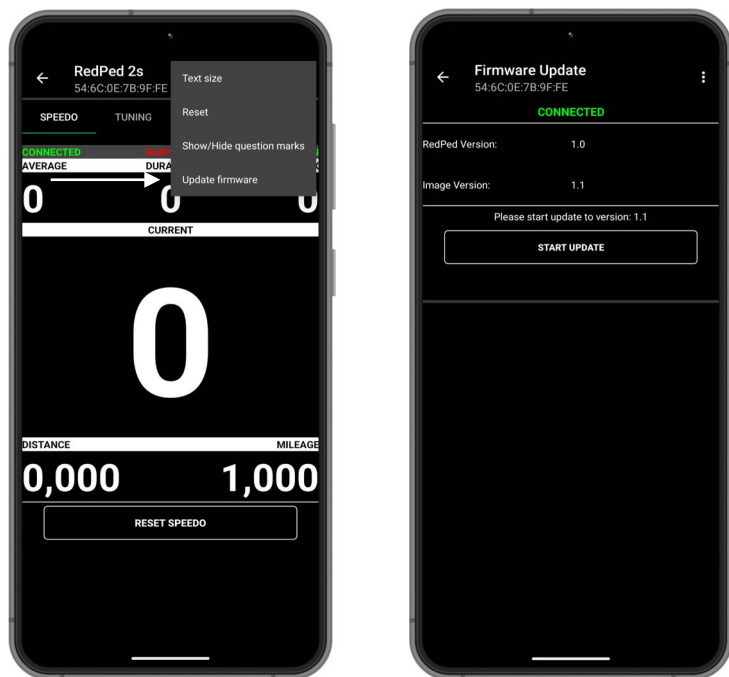 RedPed 2s
54:6C:0E:7B:9F:FE
Text size
Reset
Show/Hide question marks
Update firmware
SPEEDO TUNING
CONNECTED
AVERAGE DURA
0 0 0
CURRENT
0
DISTANCE MILEAGE
0,000 1,000
RESET SPEEDO
Firmware Update
54:6C:0E:7B:9F:FE
CONNECTED
RedPed Version: 1.0
Image Version: 1.1
Please start update to version: 1.1
START UPDATE